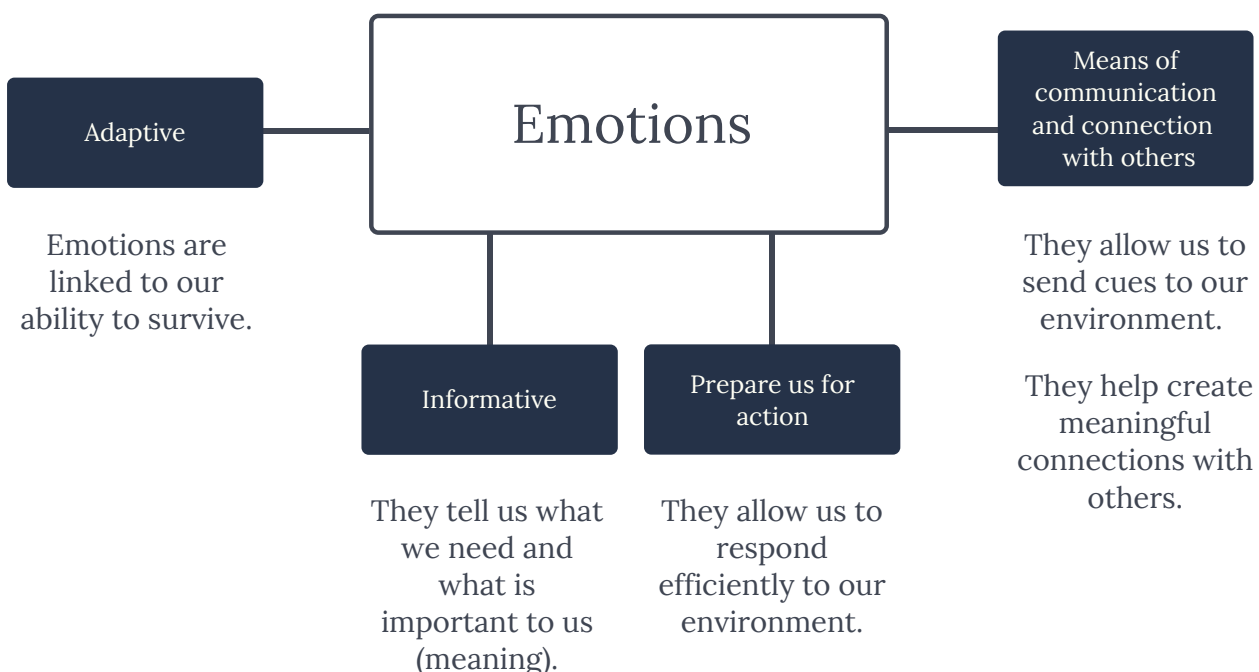 Emotions
Adaptive
Emotions are
linked to our
ability to survive.
Informative
They tell us what
we need and
what is
important to us
(meaning).
Prepare us for
action
They allow us to
respond
efficiently to our
environment.
Means of
communication
and connection
with others
They allow us to
send cues to our
environment.
They help create
meaningful
connections with
others.